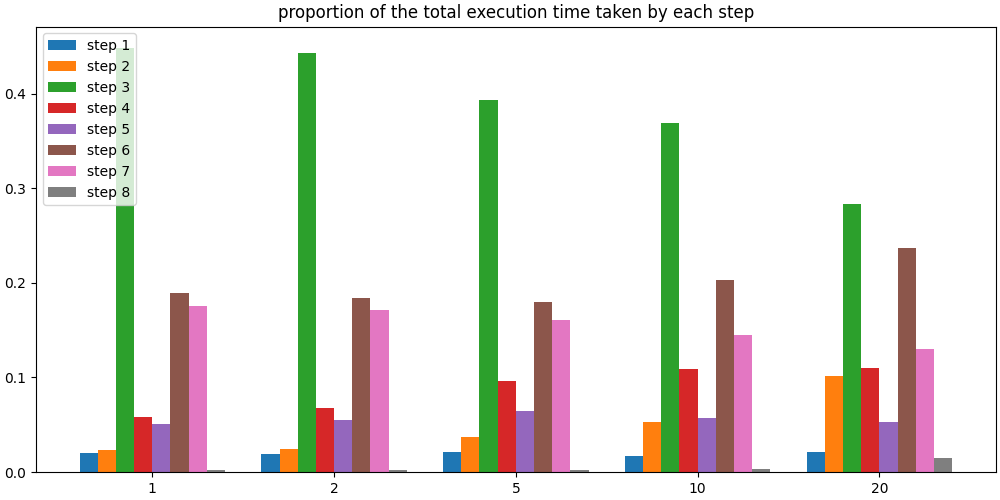 proportion of the total execution time taken by each step
step 1
step 2
step 3
step 4
step 5
step 6
step 7
step 8
0.4
0.3
0.2
0.1
0.0
1 2 5 10 20